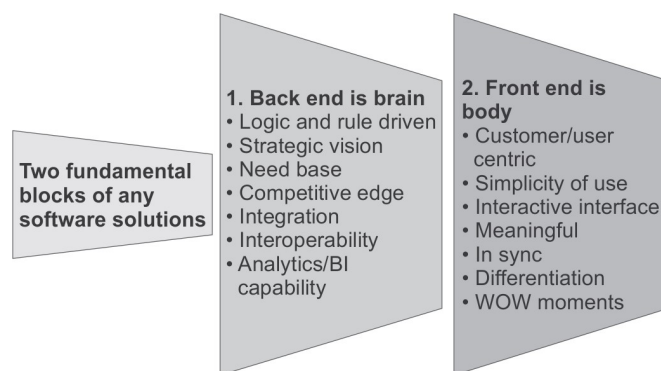 Two fundamental
blocks of any
software solutions
1. Back end is brain
• Logic and rule driven
• Strategic vision
• Need base
• Competitive edge
• Integration
• Interoperability
• Analytics/BI
capability
2. Front end is
body
• Customer/user
centric
• Simplicity of use
• Interactive interface
• Meaningful
• In sync
• Differentiation
• WOW moments